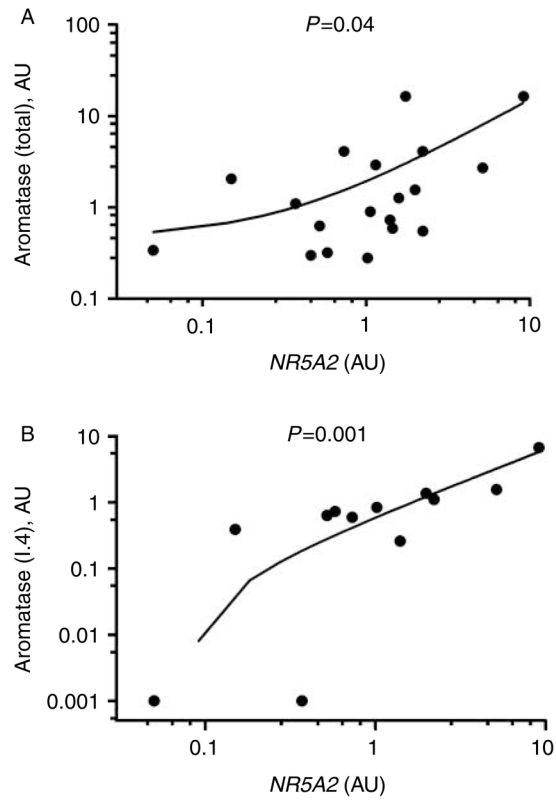 A
P=0.04
Aromatase (total), AU
100
10
1
0.1
0.1 1 10
NR5A2 (AU)
B
P=0.001
Aromatase (I.4), AU
10
1
0.1
0.01
0.001
0.1 1 10
NR5A2 (AU)